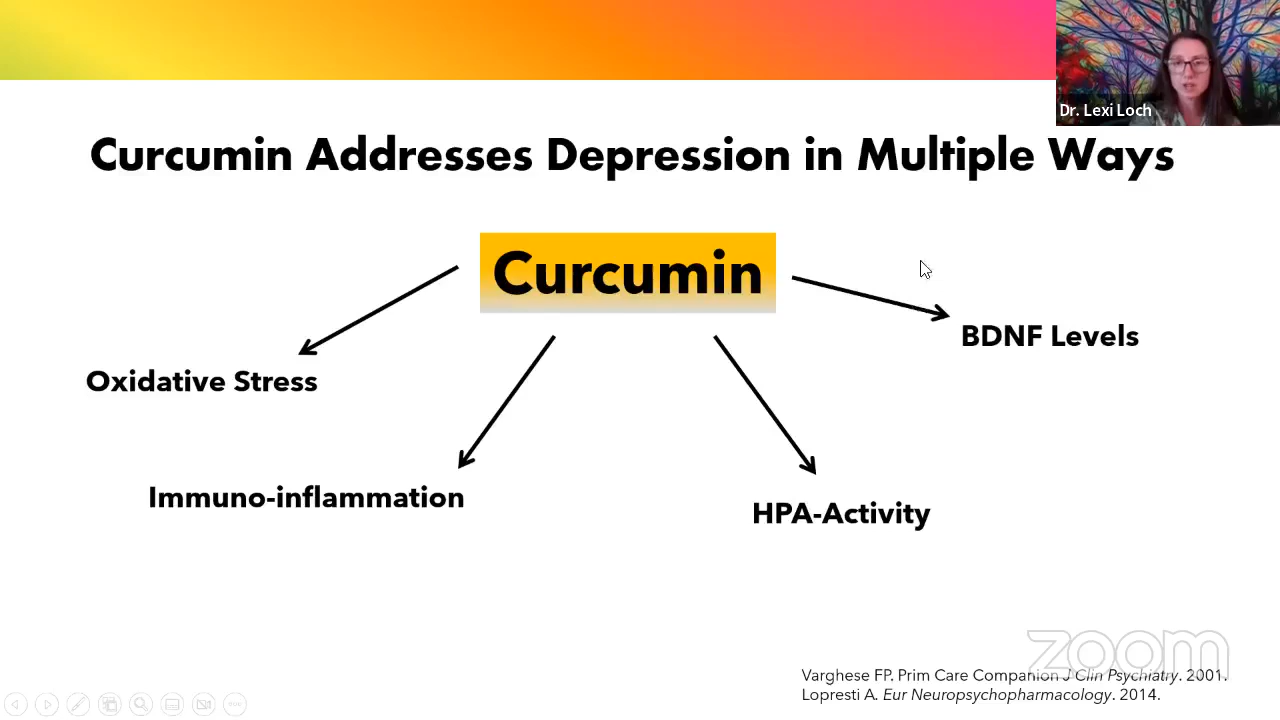 Dr. Lexi Loch
Curcumin Addresses Depression in Multiple Ways
Curcumin
BDNF Levels
Oxidative Stress
Immuno-inflammation
HPA-Activity
zoom
Varghese FP. Prim Care Companion J Clin Psychiatry. 2001.
Lopresti A. Eur Neuropsychopharmacology. 2014.